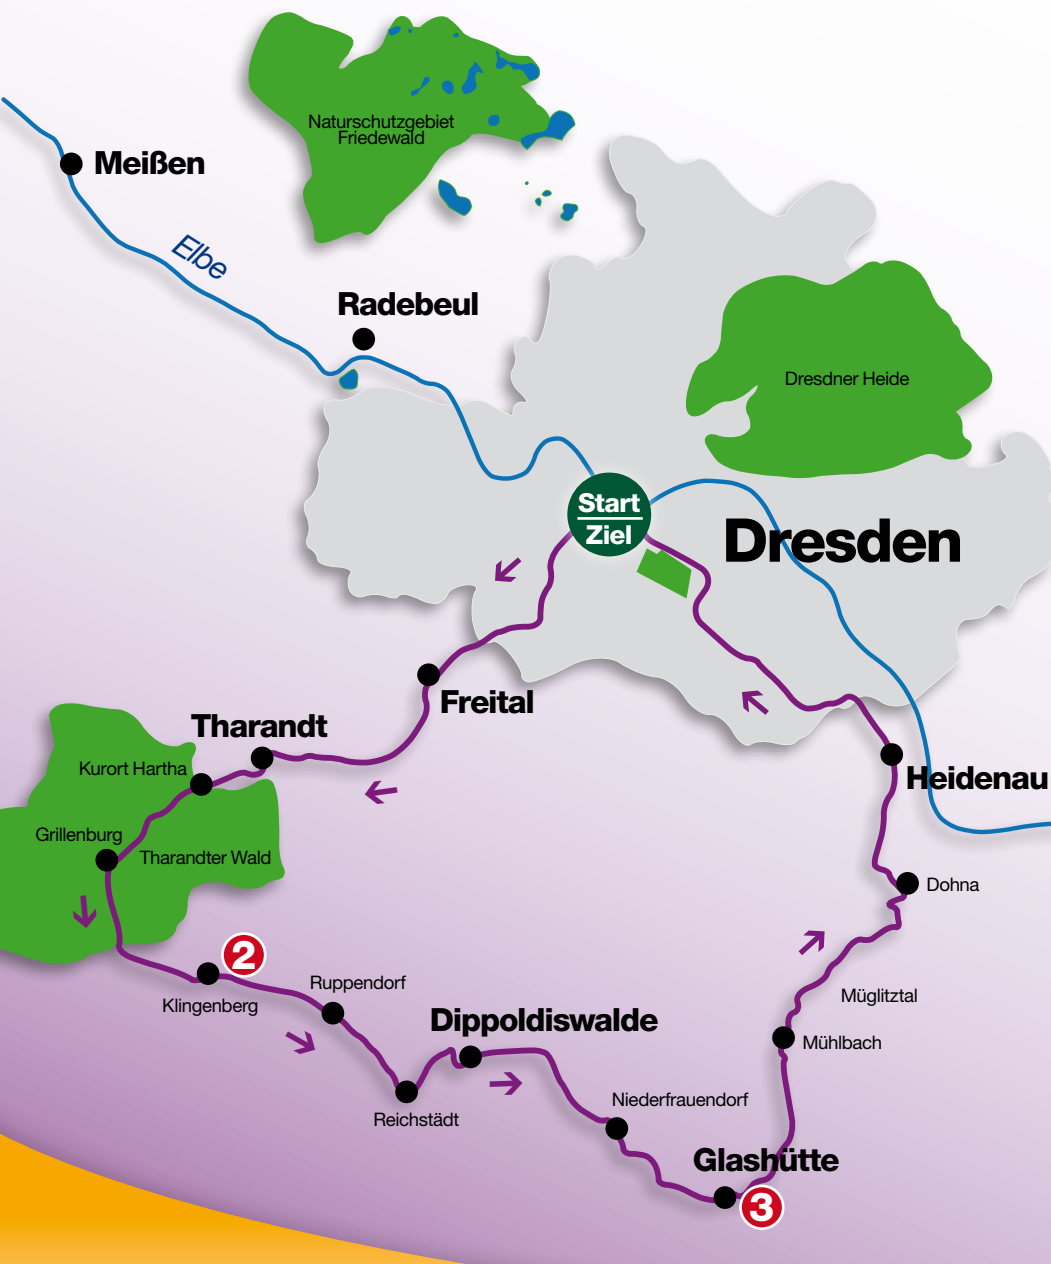 Naturschutzgebiet
Friedewald
Meißen
Elbe
Radebeul
Dresdner Heide
Start
Ziel
Dresden
Freital
Tharandt
Kurort Hartha
Heidenau
Grillenburg
Tharandter Wald
Dohna
2
Ruppendorf
Klingenberg
Müglitztal
Dippoldiswalde
Mühlbach
Reichstädt
Niederfrauendorf
Glashütte
3